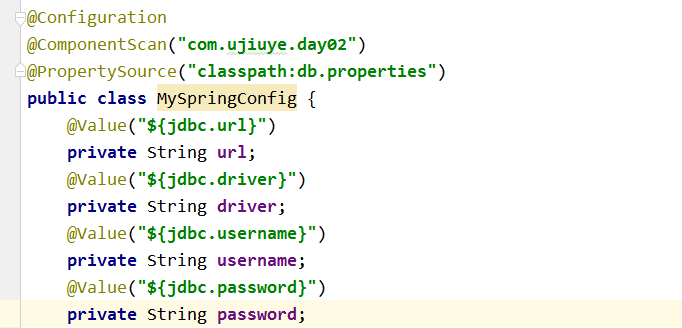 @Configuration
@ComponentScan("com.ujiuye.day02")
@PropertySource("classpath:db.properties")
public class MySpringConfig {
@Value("${jdbc.url}")
private String url;
@Value("${jdbc.driver}")
private String driver;
@Value("${jdbc.username}")
private String username;
@Value("${jdbc.password}")
private String password;